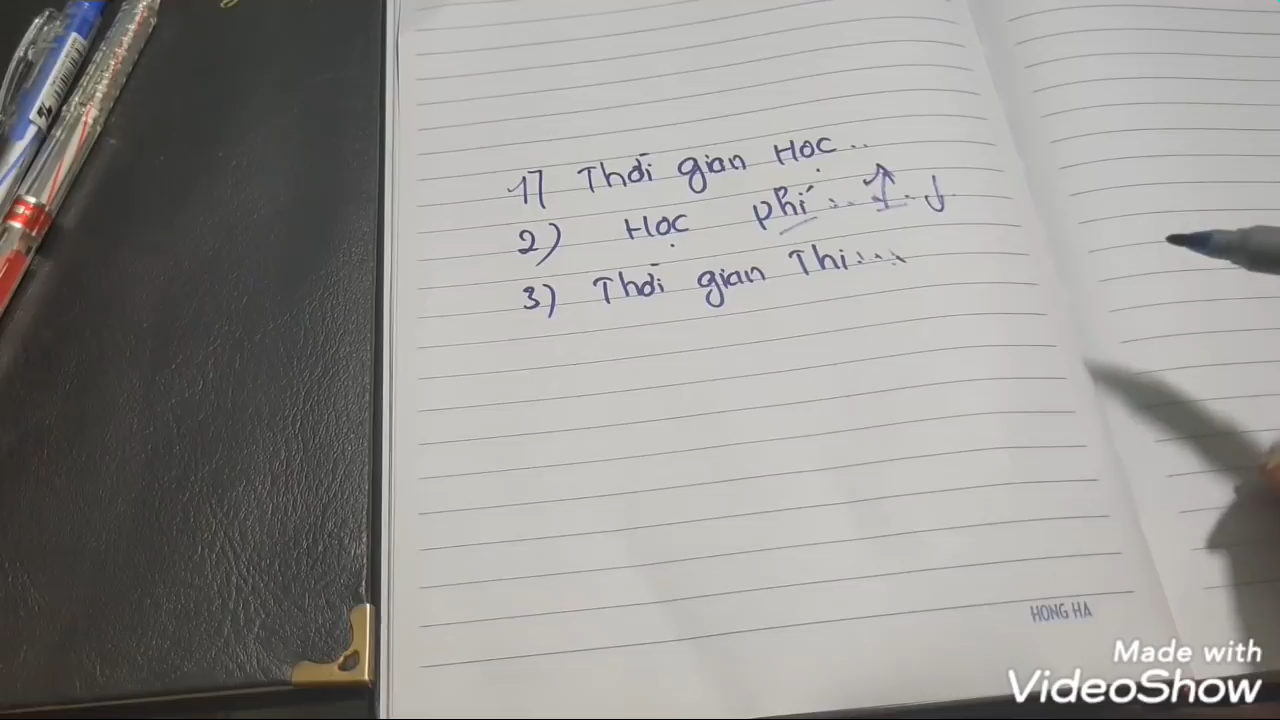 1) Thời gian Học..
2) Học phí... ↑. ↓
3) Thời gian Thi.....
HONG HA
Made with
VideoShow